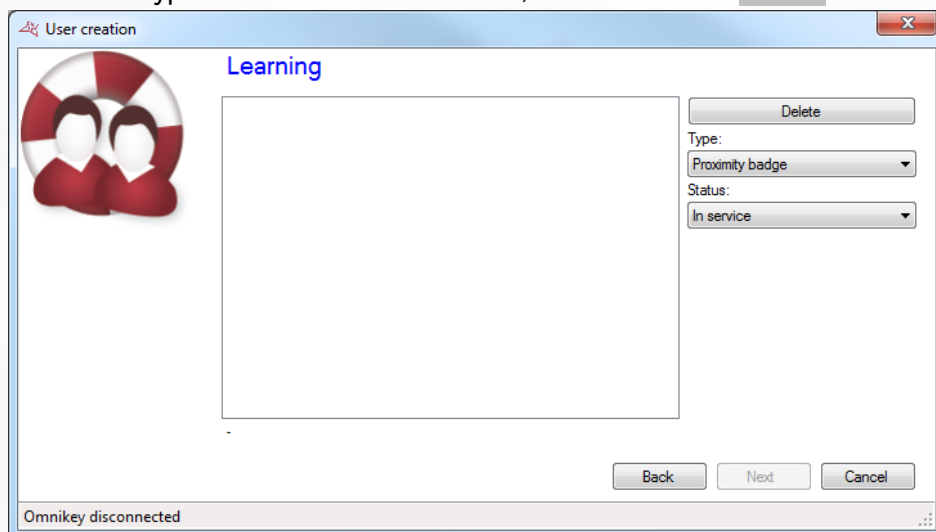 User creation
Learning
Delete
Type:
Proximity badge
Status:
In service
-
Back Next Cancel
Omnikey disconnected